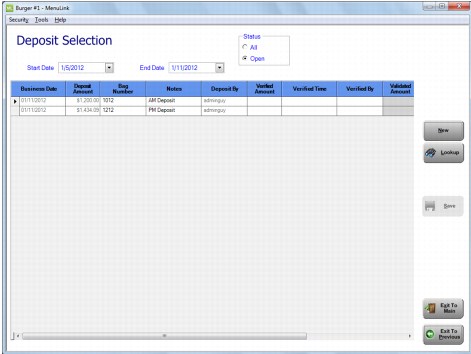 Burger #1 - MenuLink
Security Tools Help
Deposit Selection
Status
All
Open
Start Date 1/5/2012 End Date 1/11/2012
Business Date Deposit Amount Bag Number Notes Deposit By Verified Amount Verified Time Verified By Validated Amount
01/11/2012 $1,200.00 1012 AM Deposit adminguy
01/11/2012 $1,434.09 1212 PM Deposit adminguy
New
Lookup
Save
Exit To Main
Exit To Previous